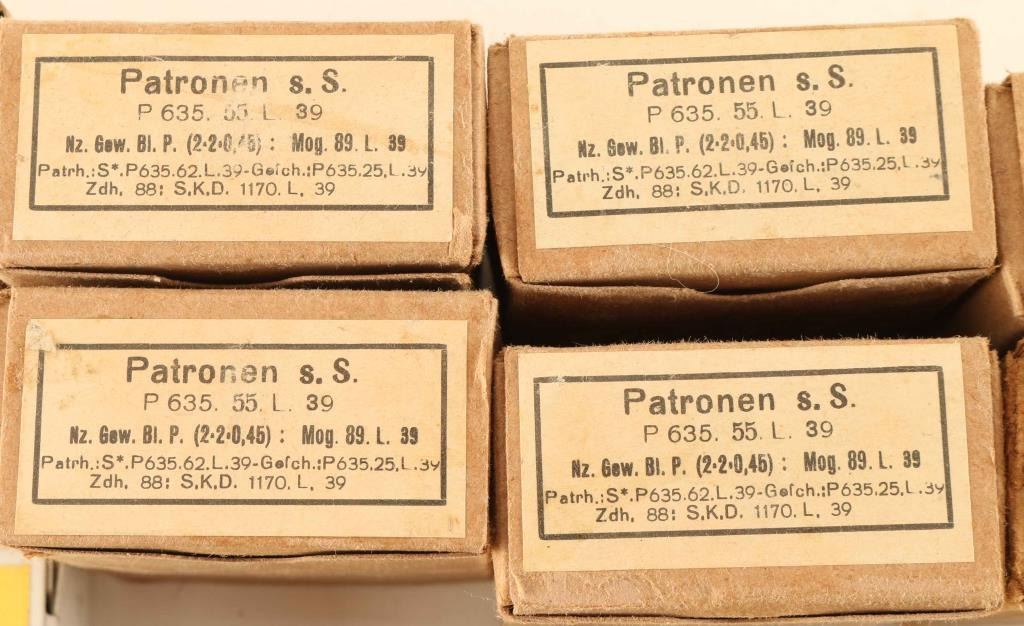 Patronen s. S.
P 635. 55. L. 39
Nz. Gew. Bl. P. (2·2·0,45) : Mog. 89. L. 39
Patrh.:S*.P635.62.L.39-Gesch.:P635.25.L.39
Zdh. 88: S.K.D. 1170. L. 39
Patronen s. S.
P 635. 55. L. 39
Nz. Gew. Bl. P. (2·2·0,45) : Mog. 89. L. 39
Patrh.:S*.P635.62.L.39-Geſch.:P635.25.L.39
Zdh. 88: S.K.D. 1170. L. 39
Patronen s. S.
P 635. 55. L. 39
Nz. Gew. Bl. P. (2·2·0,45) : Mog. 89. L. 39
Patrh.:S*.P635.62.L.39-Geſch.:P635.25.L.39
Zdh. 88: S.K.D. 1170. L. 39
Patronen s. S.
P 635. 55. L. 39
Nz. Gew. Bl. P. (2·2·0,45) : Mog. 89. L. 39
Patrh.:S*.P635.62.L.39-Geſch.:P635.25.L.39
Zdh. 88: S.K.D. 1170. L. 39